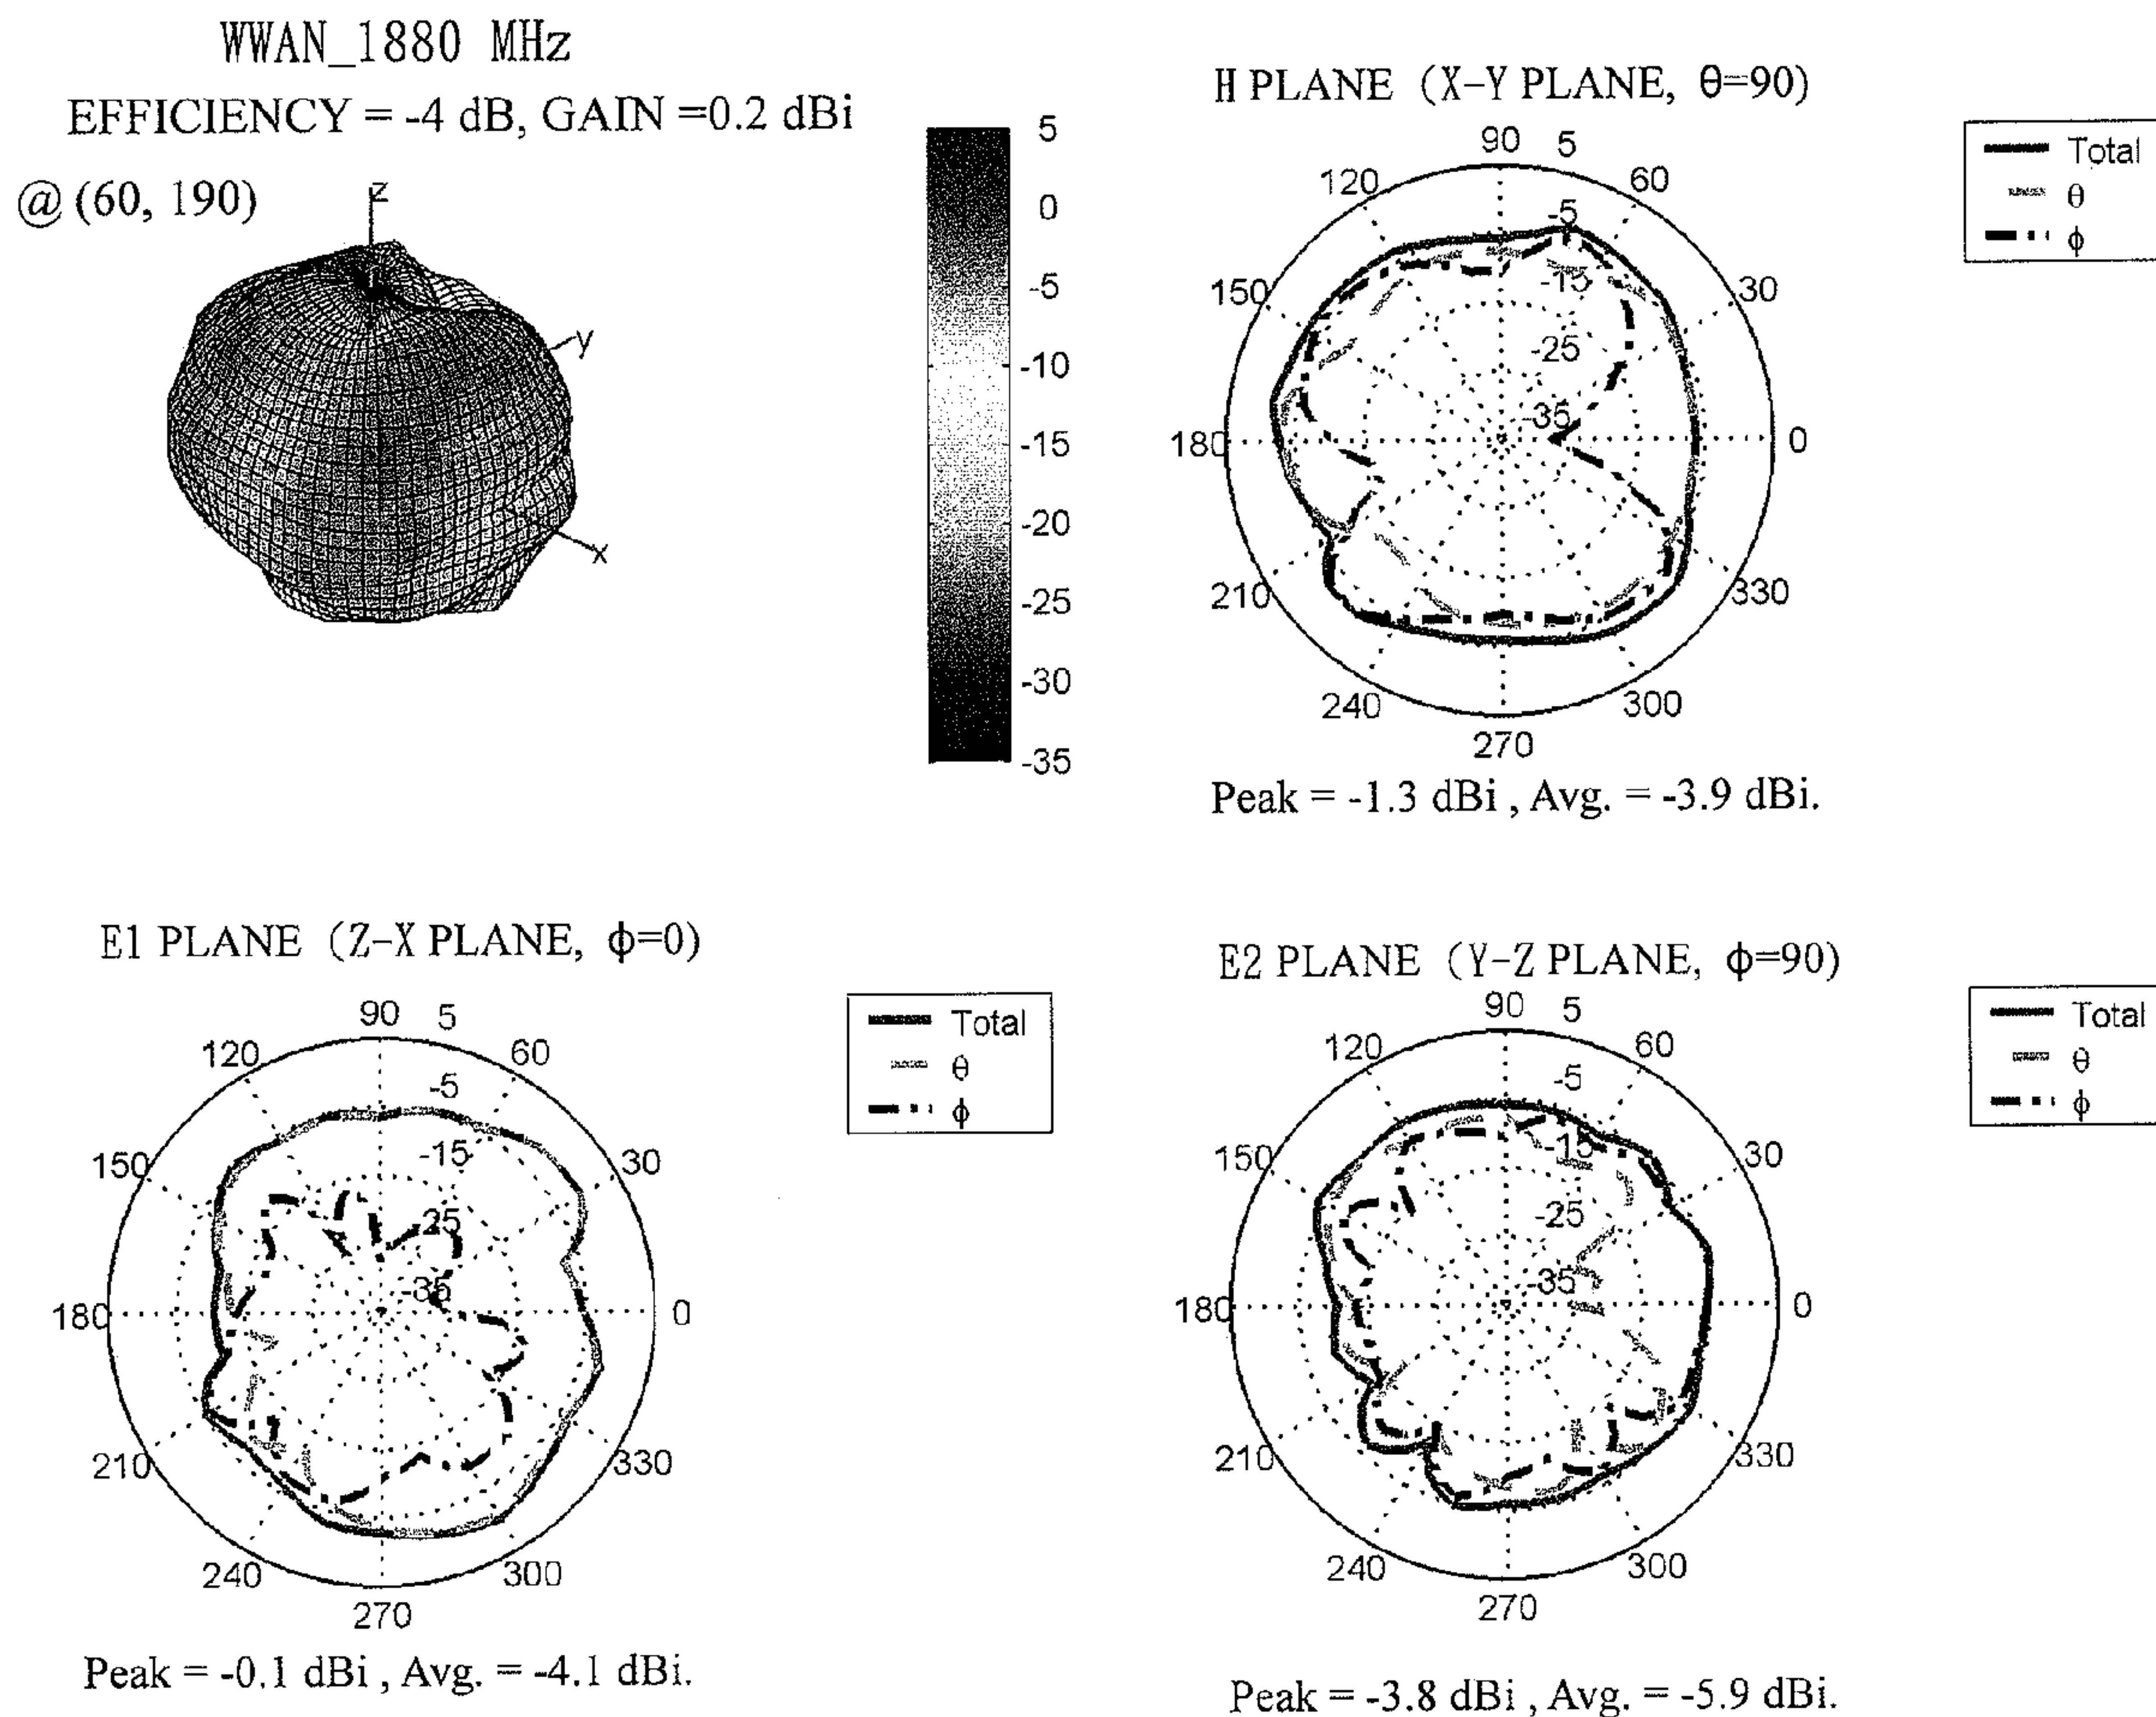 WWAN_1880 MHz
EFFICIENCY = -4 dB, GAIN =0.2 dBi
@ (60, 190)
z
y
x
5
0
-5
-10
-15
-20
-25
-30
-35
H PLANE (X-Y PLANE, θ=90)
90 5
120
60
-5
150
-15
30
-25
-35
180
0
210
330
240
300
270
Total
θ
ϕ
Peak = -1.3 dBi , Avg. = -3.9 dBi.
E1 PLANE (Z-X PLANE, ϕ=0)
90 5
120
60
-5
150
-15
30
-25
-35
180
0
210
330
240
300
270
Total
θ
ϕ
Peak = -0.1 dBi , Avg. = -4.1 dBi.
E2 PLANE (Y-Z PLANE, ϕ=90)
90 5
120
60
-5
150
-15
30
-25
-35
180
0
210
330
240
300
270
Total
θ
ϕ
Peak = -3.8 dBi , Avg. = -5.9 dBi.